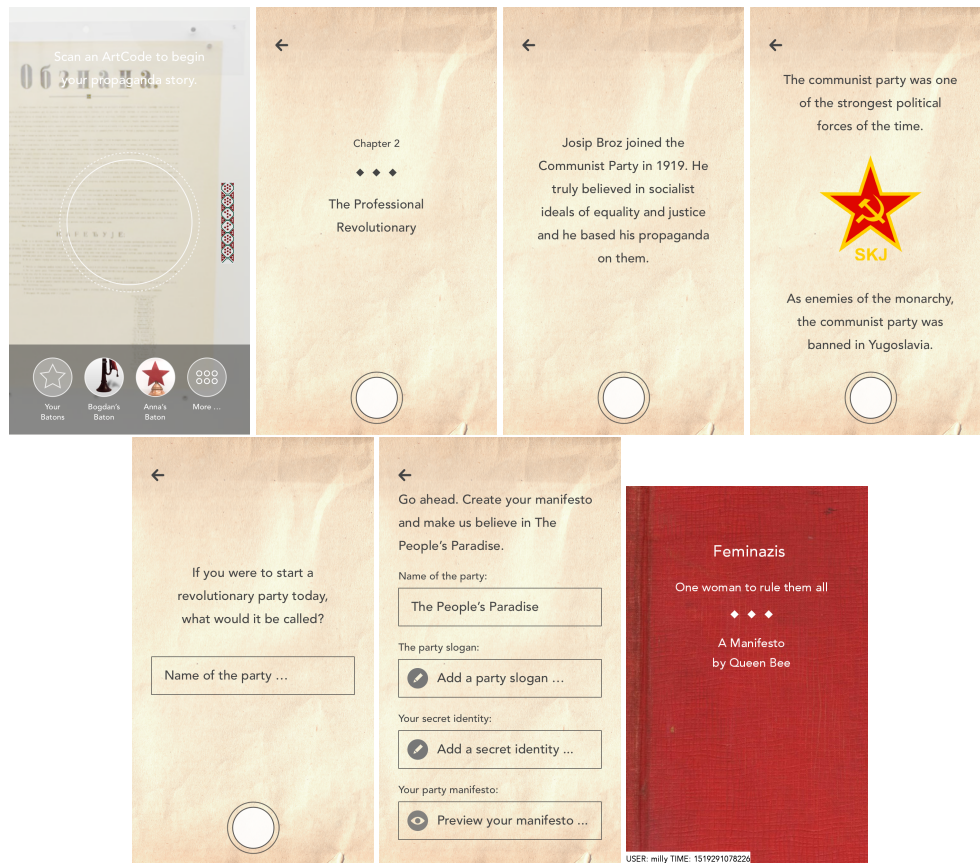 Scan an ArtCode to begin
your propaganda story.
Обзнана.
Your
Batons
Bogdan's
Baton
Anna's
Baton
More ...
Chapter 2
The Professional
Revolutionary
Josip Broz joined the
Communist Party in 1919. He
truly believed in socialist
ideals of equality and justice
and he based his propaganda
on them.
The communist party was one
of the strongest political
forces of the time.
SKJ
As enemies of the monarchy,
the communist party was
banned in Yugoslavia.
If you were to start a
revolutionary party today,
what would it be called?
Name of the party ...
Go ahead. Create your manifesto
and make us believe in The
People's Paradise.
Name of the party:
The People's Paradise
The party slogan:
Add a party slogan ...
Your secret identity:
Add a secret identity ...
Your party manifesto:
Preview your manifesto ...
Feminazis
One woman to rule them all
A Manifesto
by Queen Bee
USER: milly TIME: 1519291078226